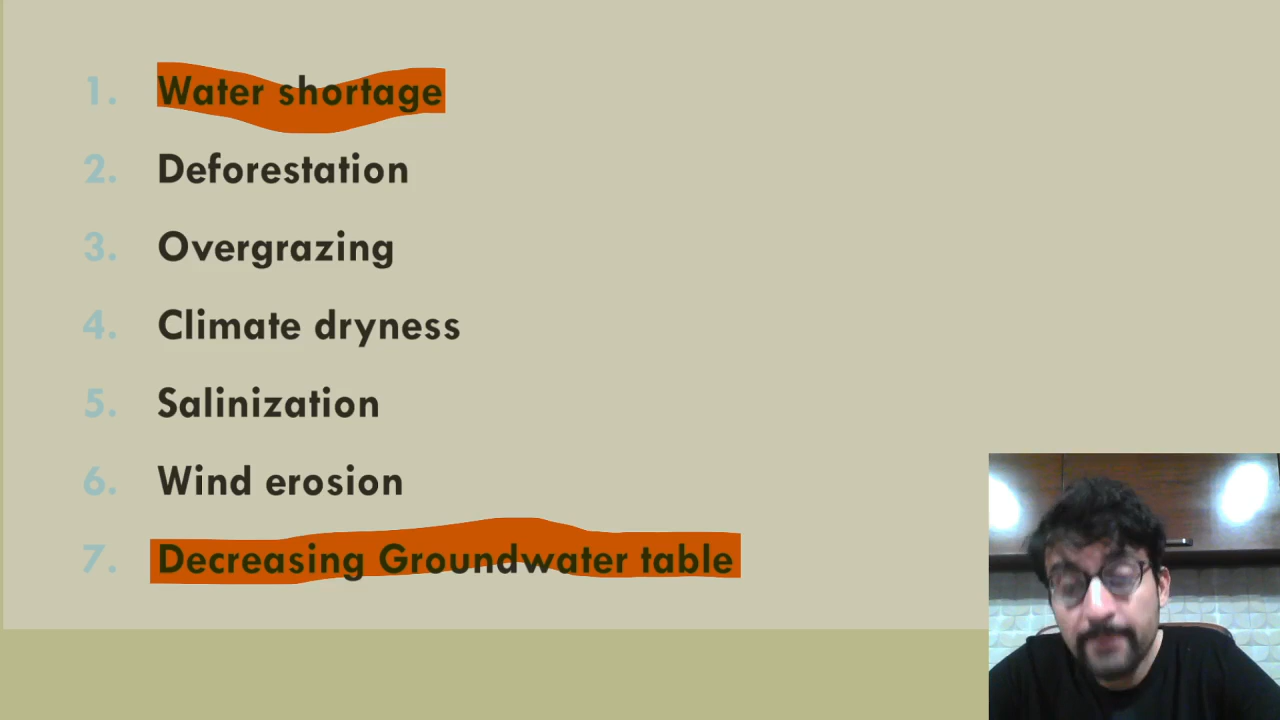 1. Water shortage
2. Deforestation
3. Overgrazing
4. Climate dryness
5. Salinization
6. Wind erosion
7. Decreasing Groundwater table